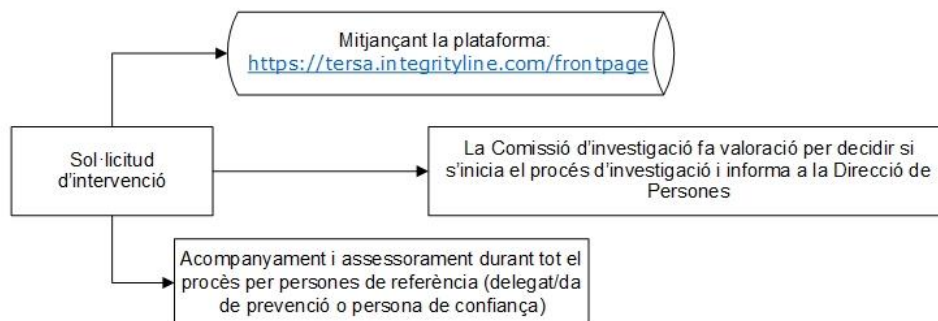 Mitjançant la plataforma:
https://tersa.integrityline.com/frontpage
Sol·licitud
d'intervenció
La Comissió d'investigació fa valoració per decidir si
s'inicia el procés d'investigació i informa a la Direcció de
Persones
Acompanyament i assessorament durant tot el
procès per persones de referència (delegat/da
de prevenció o persona de confiança)